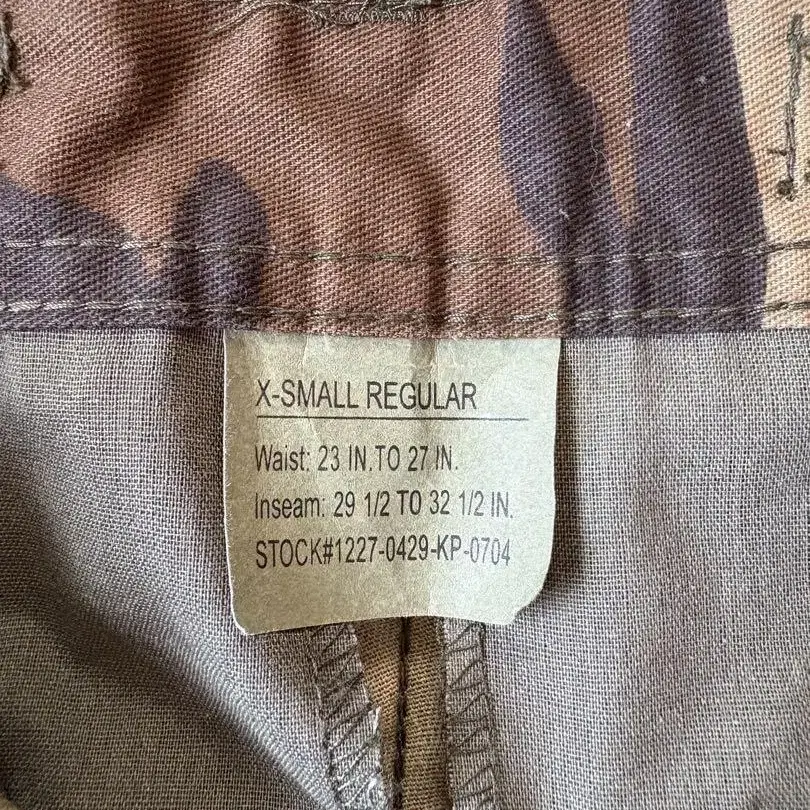 X-SMALL REGULAR
Waist: 23 IN.TO 27 IN.
Inseam: 29 1/2 TO 32 1/2 IN.
STOCK#1227-0429-KP-0704